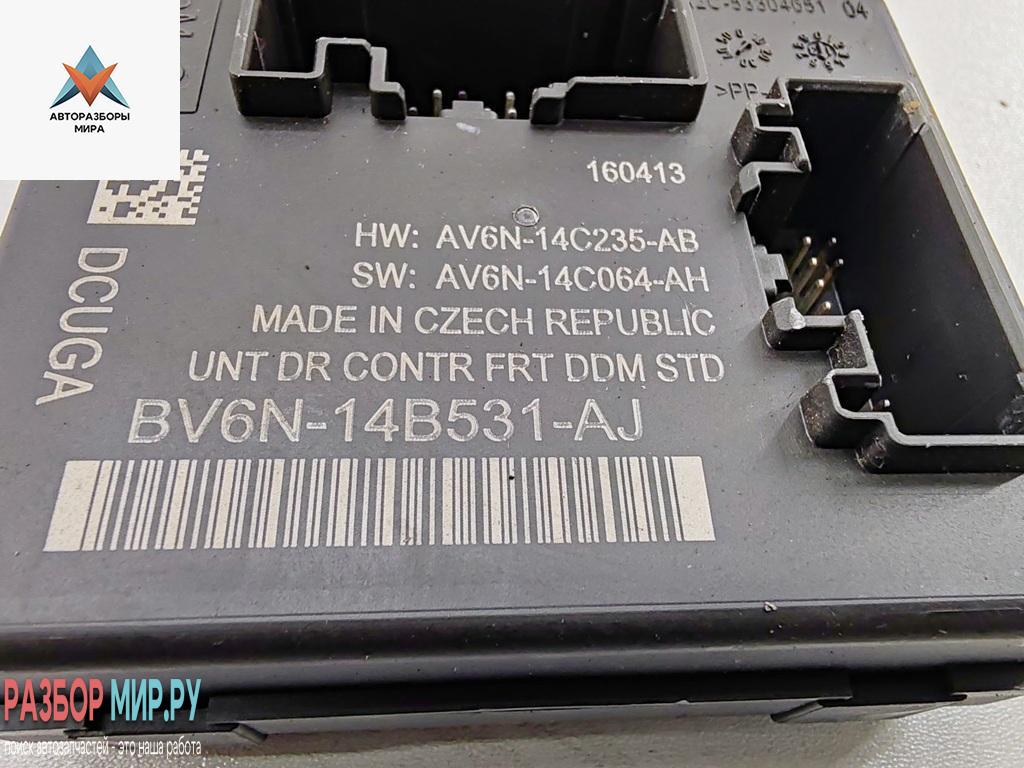 АВТОРАЗБОРЫ
МИРА
04
>PP-
160413
HW: AV6N-14C235-AB
SW: AV6N-14C064-AH
MADE IN CZECH REPUBLIC
UNT DR CONTR FRT DDM STD
BV6N-14B531-AJ
DCUGA
РАЗБОР МИР.РУ
поиск автозапчастей - это наша работа